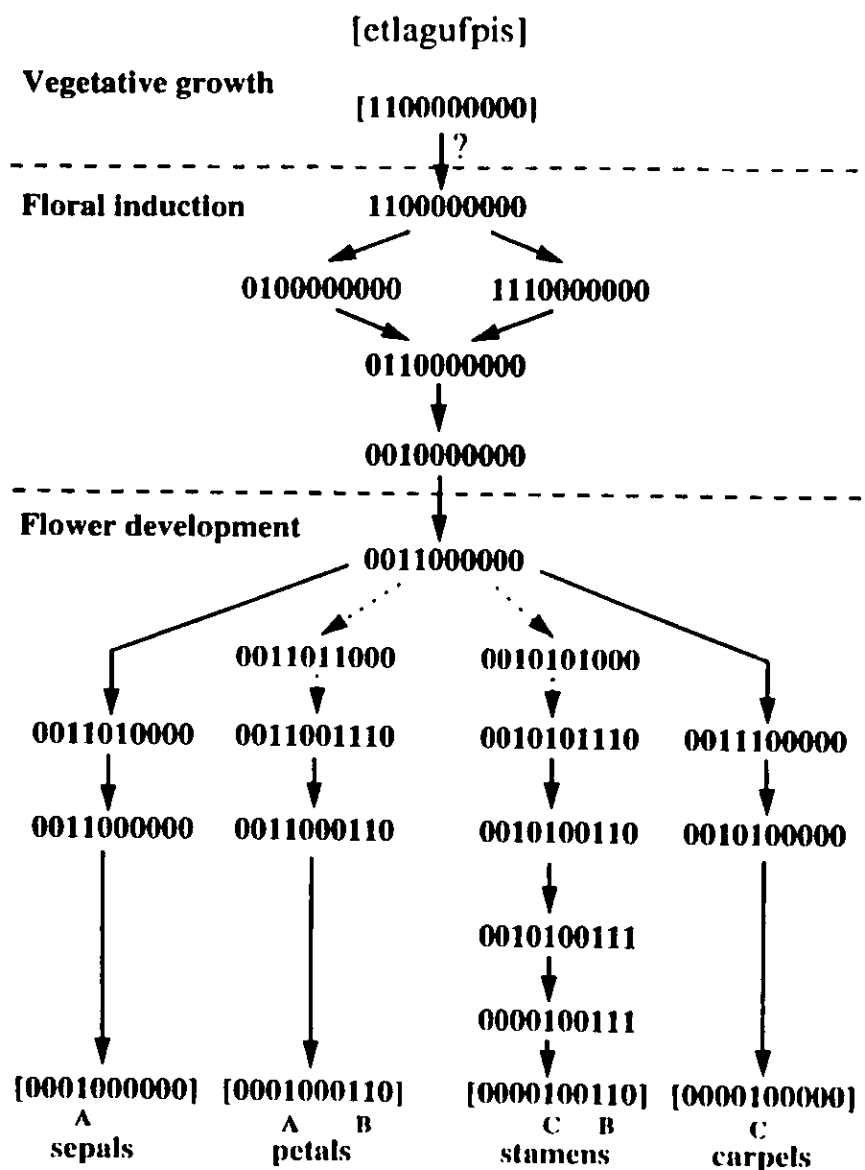 [etlagufpis]
Vegetative growth
[1100000000]
?
Floral induction
1100000000
0100000000 1110000000
0110000000
0010000000
Flower development
0011000000
0011011000 0010101000
0011010000 0011001110 0010101110 0011100000
0011000000 0011000110 0010100110 0010100000
0010100111
0000100111
[0001000000] [0001000110] [0000100110] [0000100000]
A A B C B C
sepals petals stamens carpels